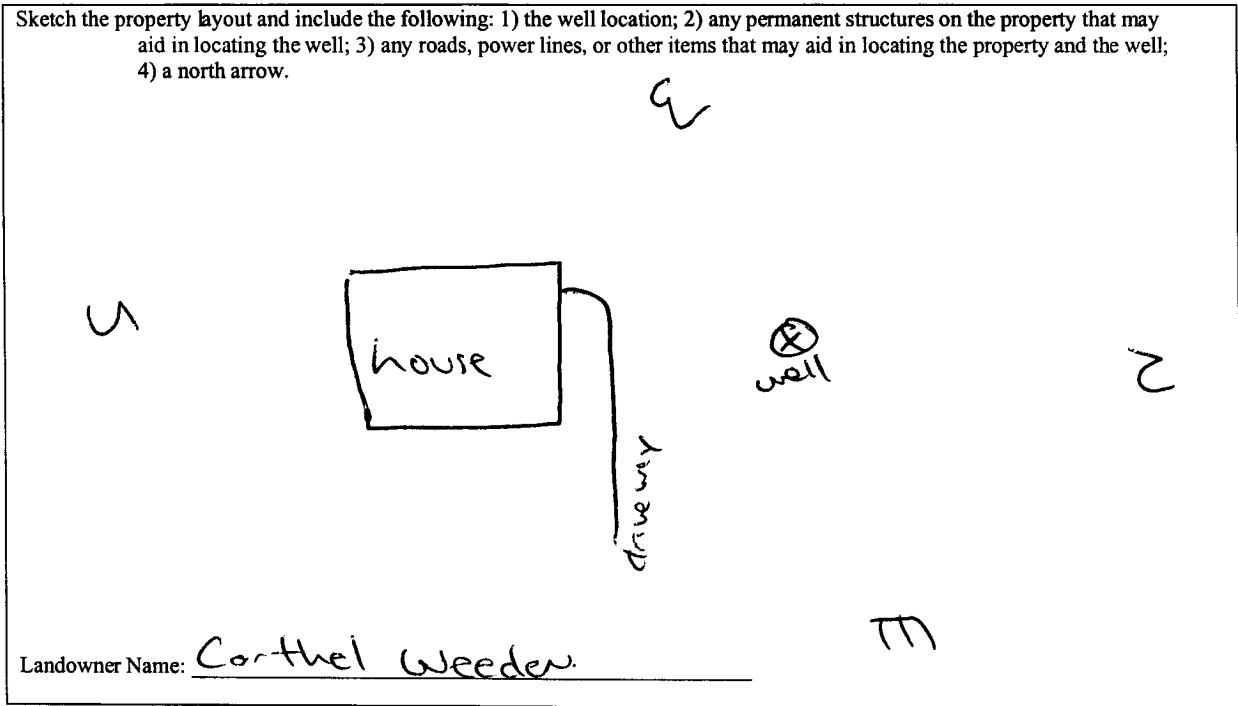 Sketch the property layout and include the following: 1) the well location; 2) any permanent structures on the property that may
aid in locating the well; 3) any roads, power lines, or other items that may aid in locating the property and the well;
4) a north arrow.
W
S
house
well
N
drive way
E
Landowner Name: Corthel Weeden.